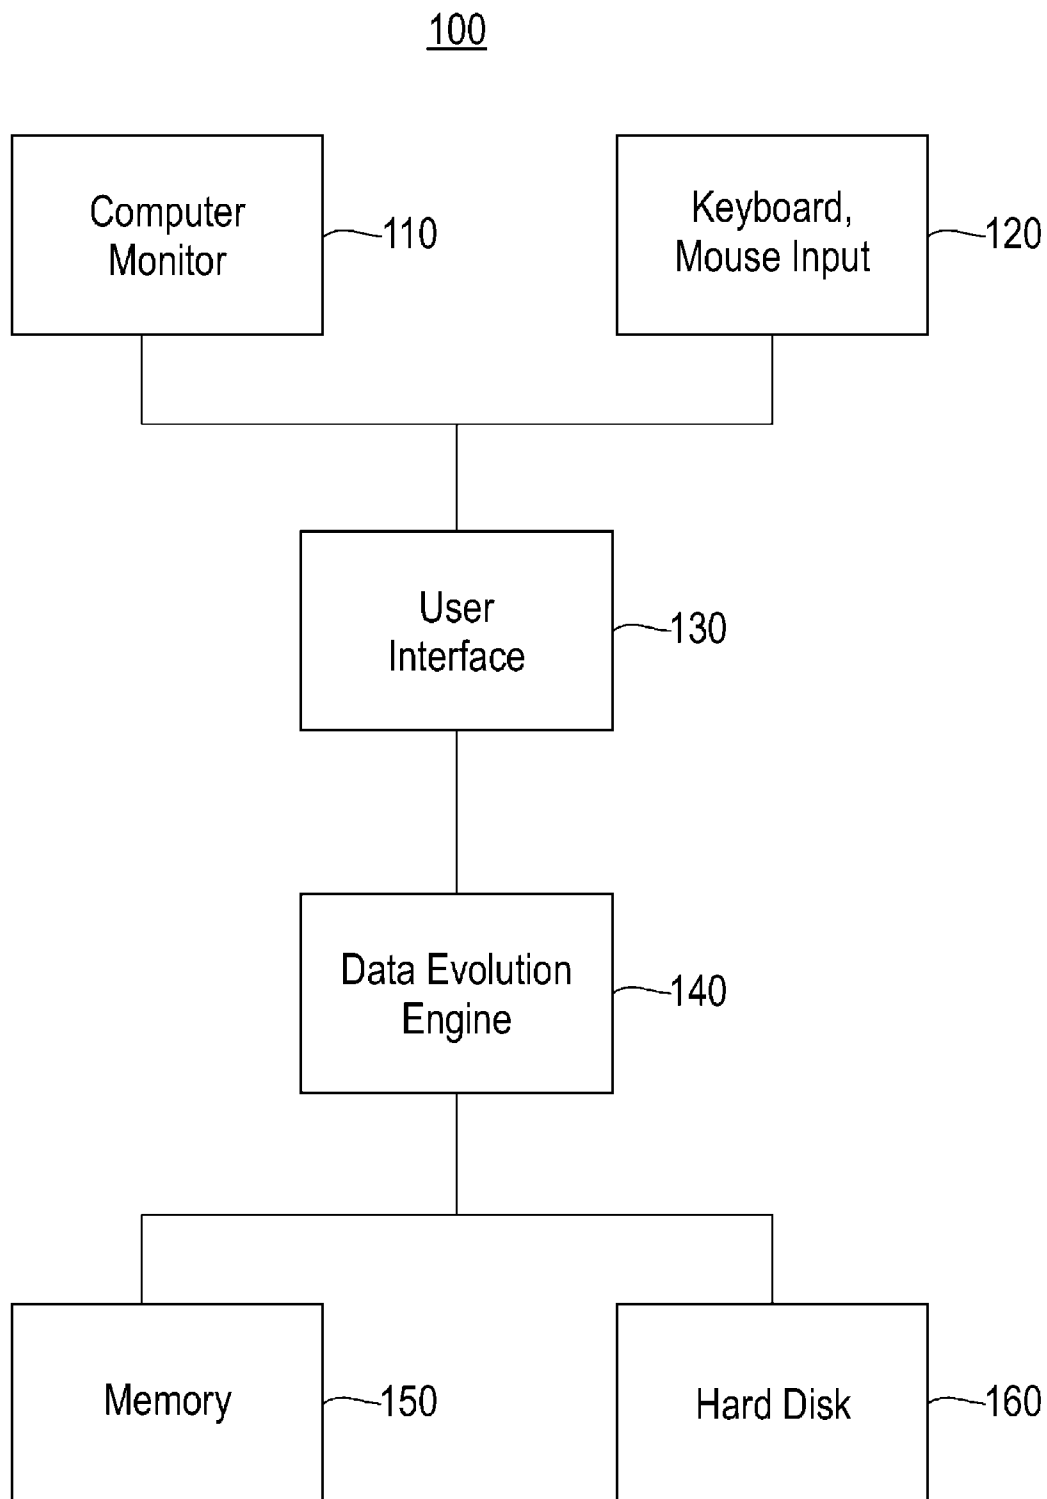 100
Computer
Monitor
110
Keyboard,
Mouse Input
120
User
Interface
130
Data Evolution
Engine
140
Memory
150
Hard Disk
160